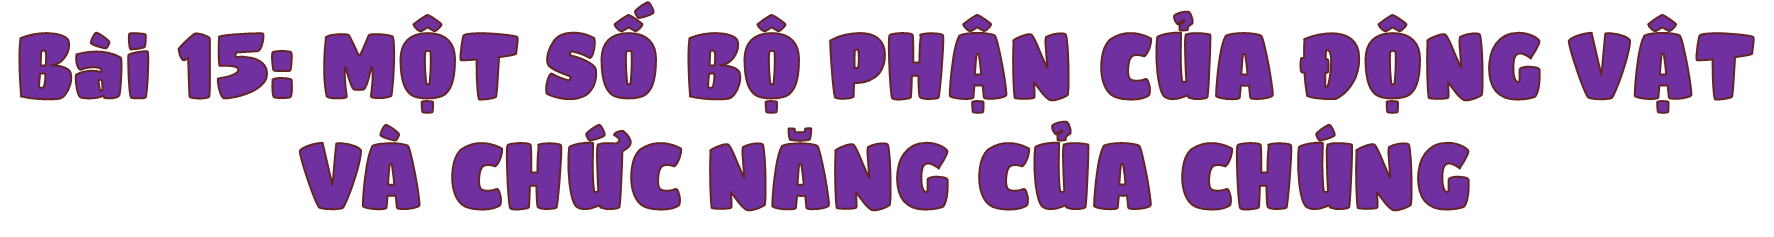 Bài 15: MỘT SỐ BỘ PHẬN CỦA ĐỘNG VẬT
VÀ CHỨC NĂNG CỦA CHÚNG